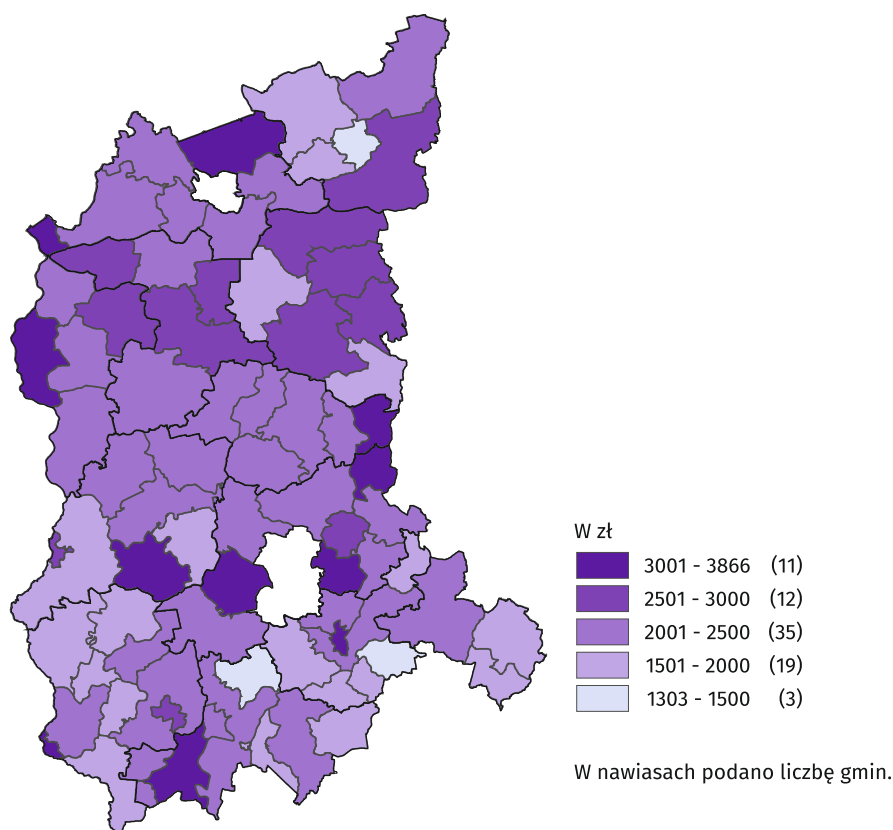 W zł
3001 - 3866 (11)
2501 - 3000 (12)
2001 - 2500 (35)
1501 - 2000 (19)
1303 - 1500 (3)
W nawiasach podano liczbę gmin.